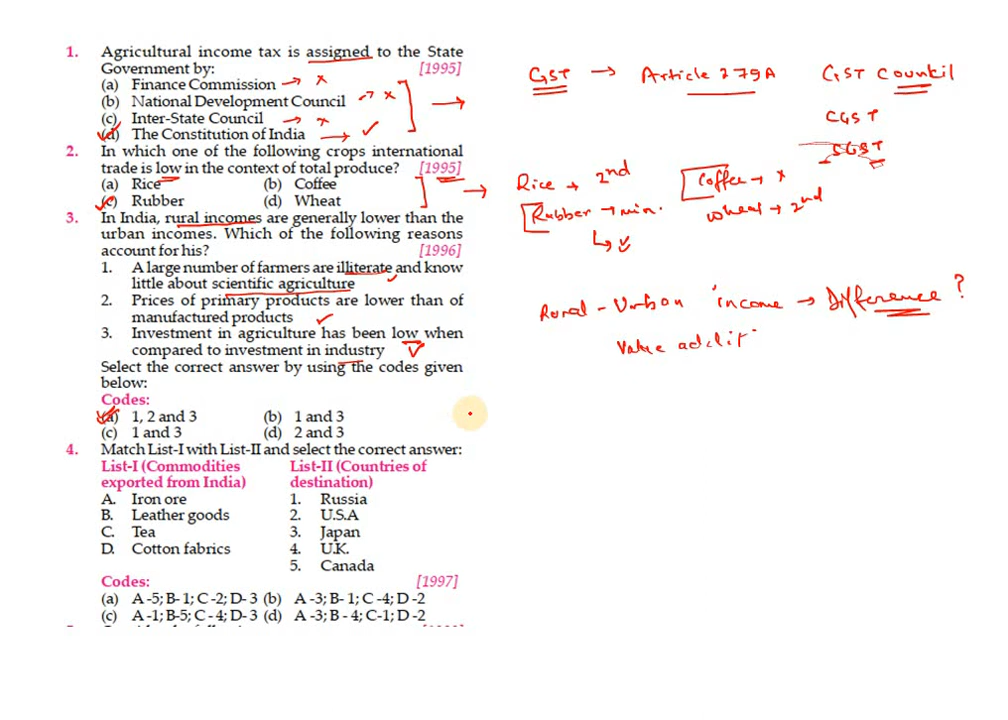 1. Agricultural income tax is assigned to the State
Government by: [1995]
(a) Finance Commission → x
(b) National Development Council → x
(c) Inter-State Council → x
(d) The Constitution of India → ✓
2. In which one of the following crops international
trade is low in the context of total produce? [1995]
(a) Rice (b) Coffee
(c) Rubber (d) Wheat
3. In India, rural incomes are generally lower than the
urban incomes. Which of the following reasons
account for his? [1996]
1. A large number of farmers are illiterate and know
little about scientific agriculture
2. Prices of primary products are lower than of
manufactured products
3. Investment in agriculture has been low when
compared to investment in industry
Select the correct answer by using the codes given
below:
Codes:
(a) 1, 2 and 3 (b) 1 and 3
(c) 1 and 3 (d) 2 and 3
4. Match List-I with List-II and select the correct answer:
List-I (Commodities List-II (Countries of
exported from India) destination)
A. Iron ore 1. Russia
B. Leather goods 2. U.S.A
C. Tea 3. Japan
D. Cotton fabrics 4. U.K.
5. Canada
Codes: [1997]
(a) A-5; B-1; C-2; D-3 (b) A-3; B-1; C-4; D-2
(c) A-1; B-5; C-4; D-3 (d) A-3; B-4; C-1; D-2
GST → Article 279A GST Council
CGST
SGST
Rice → 2nd Coffee → x
Rubber → min. Wheat → 2nd
↳ ✓
Rural - Urban income → Difference?
Value addit